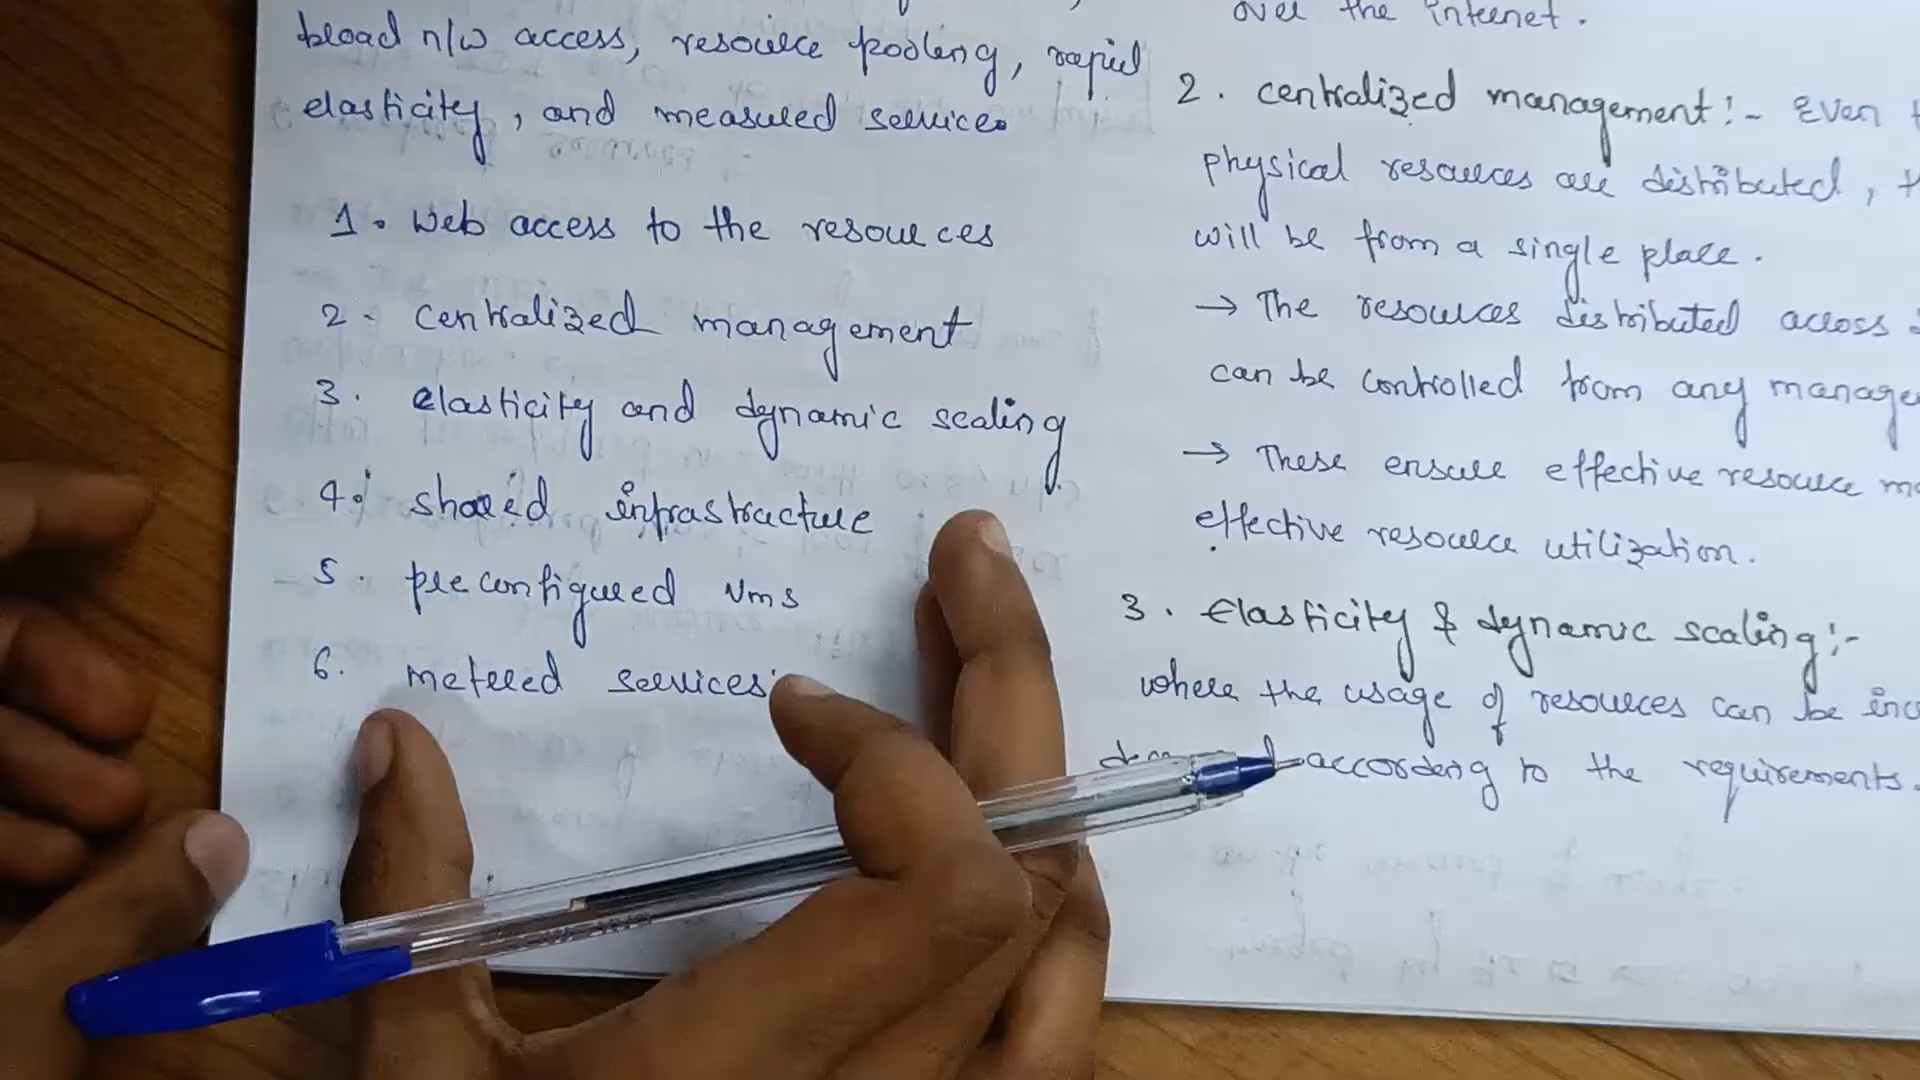 broad n/w access, resource pooling, rapid
elasticity, and measured service.
1. Web access to the resources
2. centralized management
3. elasticity and dynamic scaling
4. shared infrastructure
5. preconfigured Vms
6. metered services
over the internet.
2. centralized management :- Even
physical resources are distributed,
will be from a single place.
→ The resources distributed across
can be controlled from any
→ These ensure effective resource
effective resource utilization.
3. Elasticity & dynamic scaling :-
where the usage of resources can be
according to the requirements.